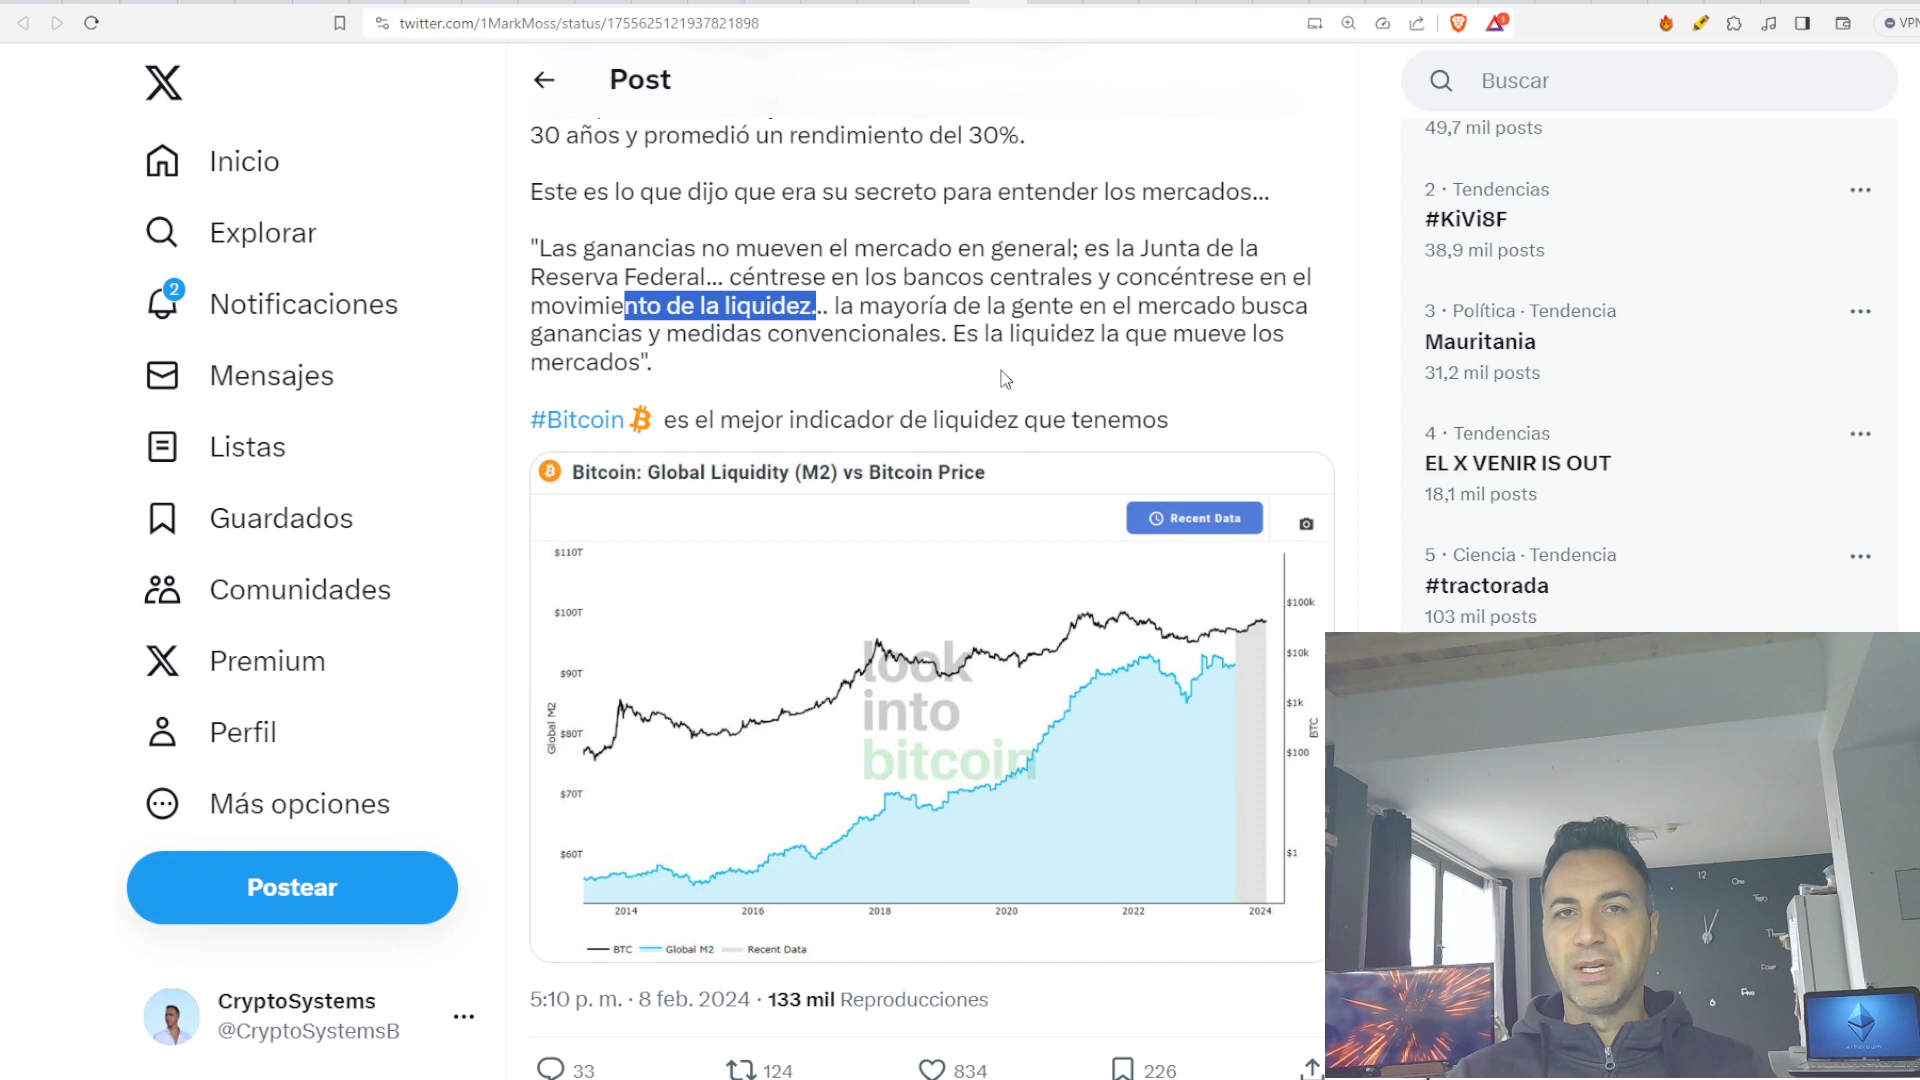 twitter.com/1MarkMoss/status/1755625121937821898
1
VPN
Inicio
Explorar
2
Notificaciones
Mensajes
Listas
Guardados
Comunidades
Premium
Perfil
Más opciones
Postear
CryptoSystems
@CryptoSystemsB
Post
30 años y promedió un rendimiento del 30%.
Este es lo que dijo que era su secreto para entender los mercados...
"Las ganancias no mueven el mercado en general; es la Junta de la
Reserva Federal... céntrese en los bancos centrales y concéntrese en el
movimiento de la liquidez... la mayoría de la gente en el mercado busca
ganancias y medidas convencionales. Es la liquidez la que mueve los
mercados".
#Bitcoin es el mejor indicador de liquidez que tenemos
Bitcoin: Global Liquidity (M2) vs Bitcoin Price
Recent Data
$110T
$100T
$90T
$80T
$70T
$60T
Global M2
look
into
bitcoin
$100k
$10k
$1k
$100
$1
BTC
2014
2016
2018
2020
2022
2024
BTC
Global M2
Recent Data
5:10 p. m. · 8 feb. 2024 · 133 mil Reproducciones
33
124
834
226
Buscar
49,7 mil posts
2 · Tendencias
#KiVi8F
38,9 mil posts
3 · Política · Tendencia
Mauritania
31,2 mil posts
4 · Tendencias
EL X VENIR IS OUT
18,1 mil posts
5 · Ciencia · Tendencia
#tractorada
103 mil posts
12
One
Two
Four
Five
6
ethereum